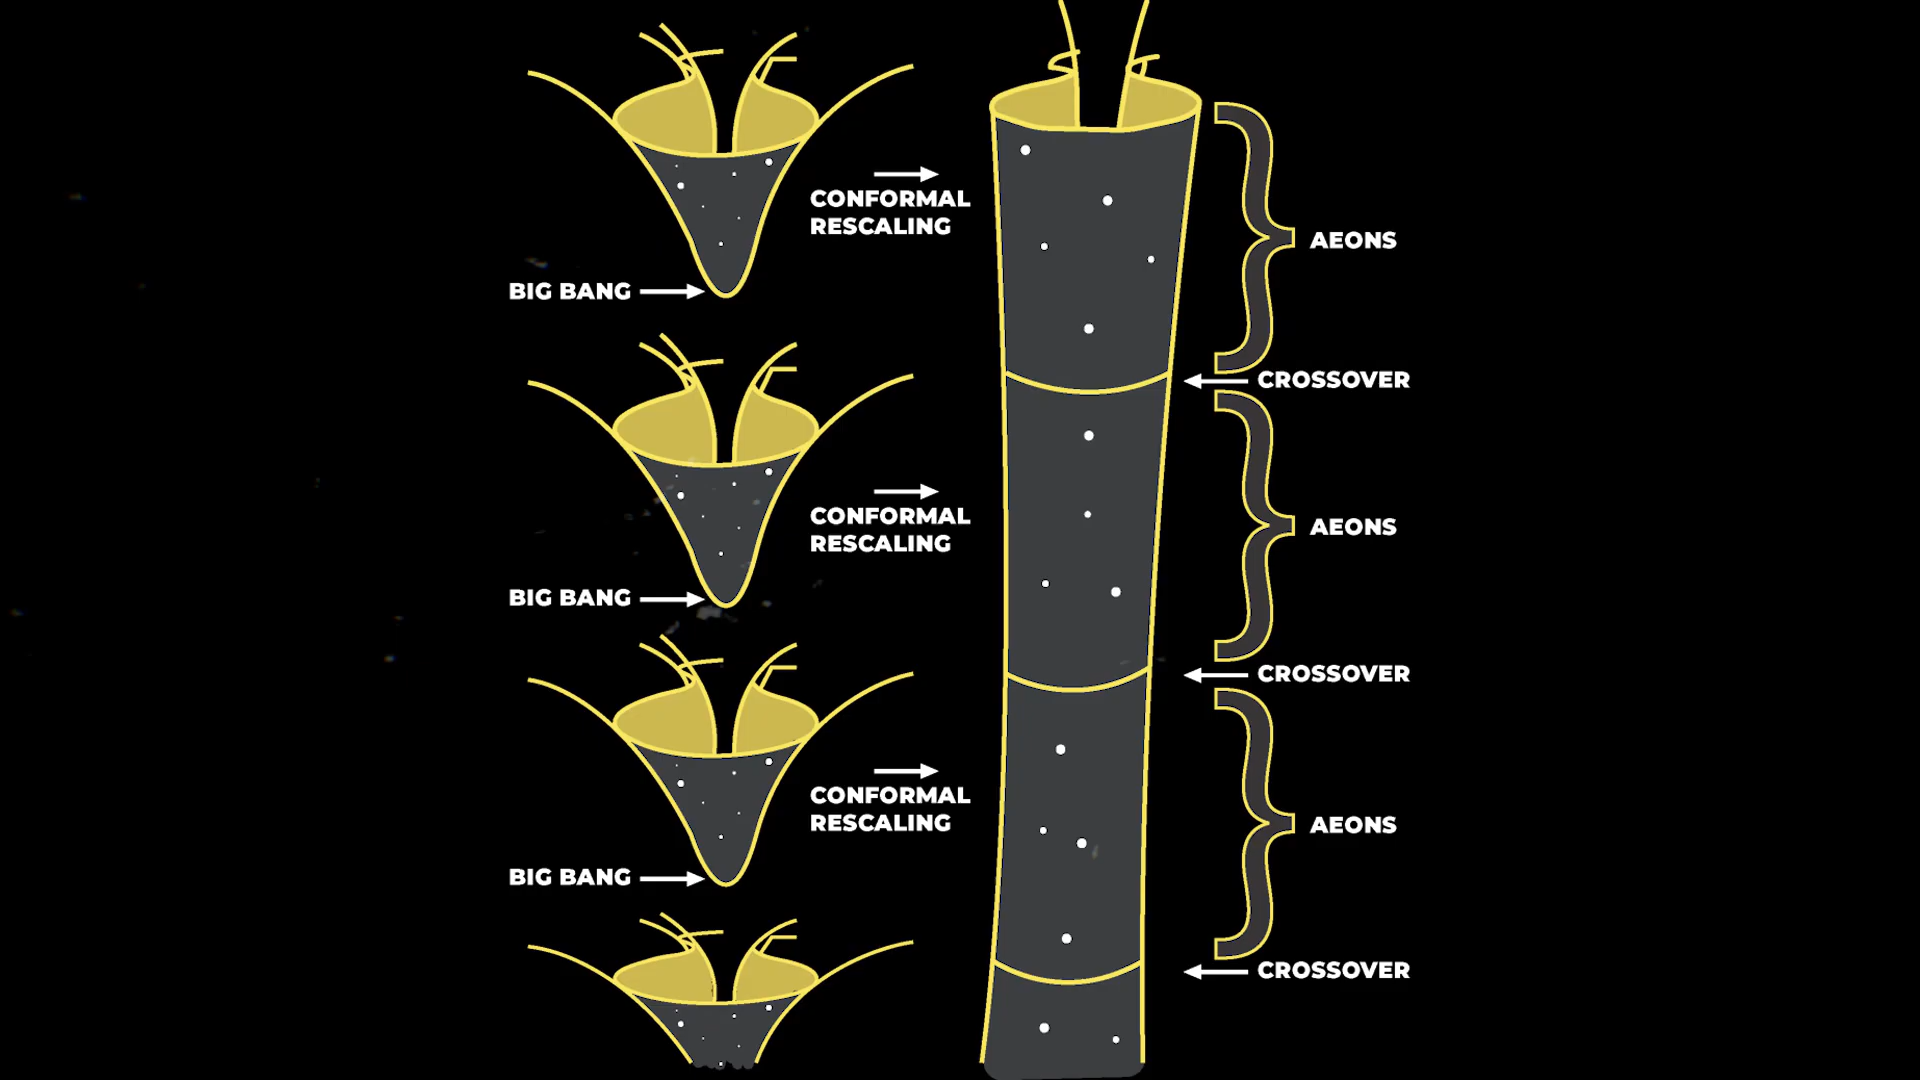 CONFORMAL
RESCALING
AEONS
BIG BANG
CROSSOVER
CONFORMAL
RESCALING
AEONS
BIG BANG
CROSSOVER
CONFORMAL
RESCALING
AEONS
BIG BANG
CROSSOVER